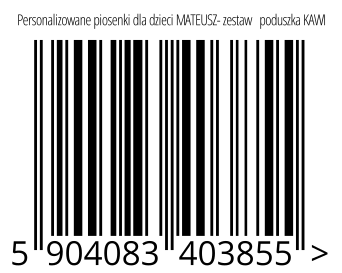 Personalizowane piosenki dla dzieci MATEUSZ- zestaw poduszka KAWI
5 904083 403855 >